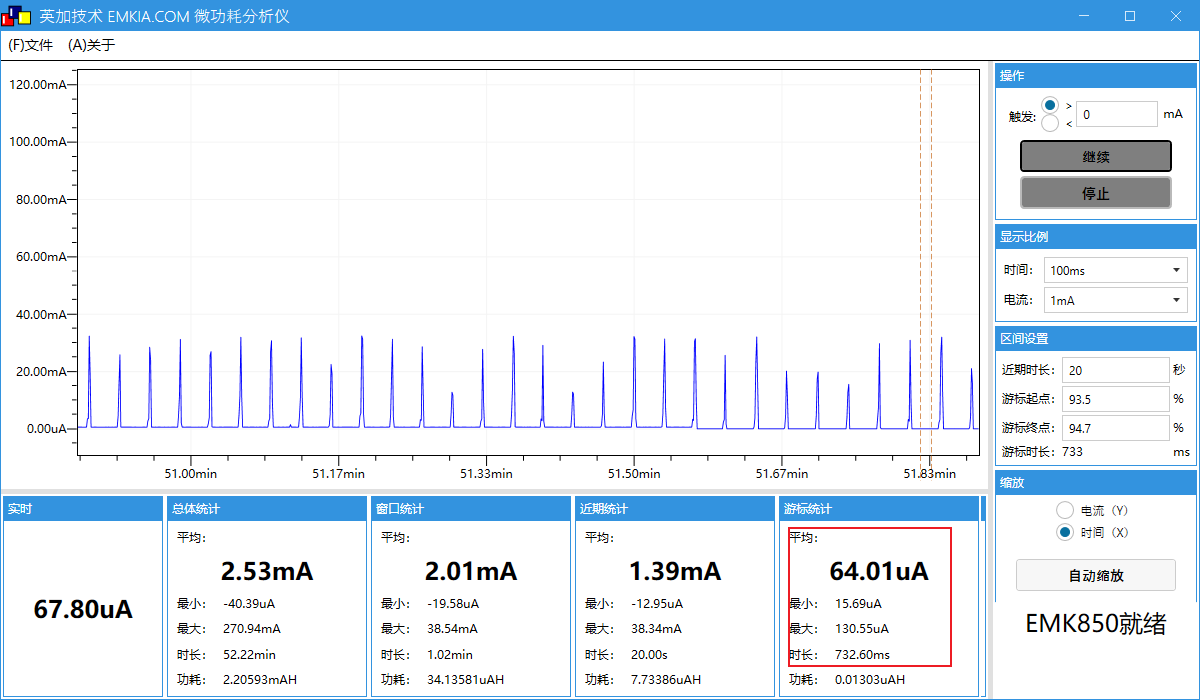 英加技术 EMKIA.COM 微功耗分析仪
(F)文件 (A)关于
120.00mA
100.00mA
80.00mA
60.00mA
40.00mA
20.00mA
0.00uA
51.00min 51.17min 51.33min 51.50min 51.67min 51.83min
操作
触发: > < 0 mA
继续
停止
显示比例
时间: 100ms
电流: 1mA
区间设置
近期时长: 20 秒
游标起点: 93.5 %
游标终点: 94.7 %
游标时长: 733 ms
缩放
电流（Y）
时间（X）
自动缩放
EMK850就绪
实时
67.80uA
总体统计
平均:
2.53mA
最小: -40.39uA
最大: 270.94mA
时长: 52.22min
功耗: 2.20593mAH
窗口统计
平均:
2.01mA
最小: -19.58uA
最大: 38.54mA
时长: 1.02min
功耗: 34.13581uAH
近期统计
平均:
1.39mA
最小: -12.95uA
最大: 38.34mA
时长: 20.00s
功耗: 7.73386uAH
游标统计
平均:
64.01uA
最小: 15.69uA
最大: 130.55uA
时长: 732.60ms
功耗: 0.01303uAH